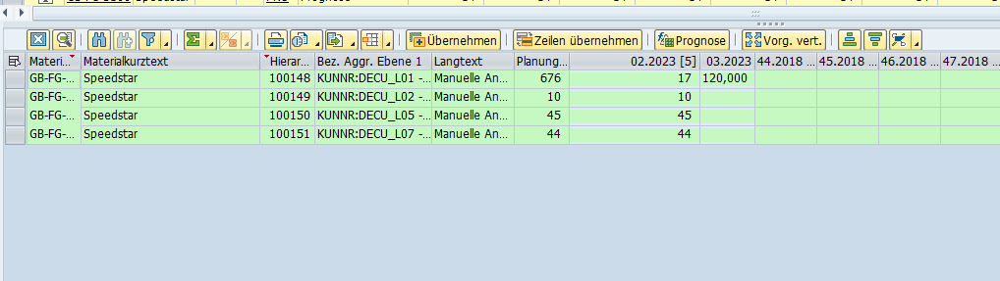 Speedstar
Prognose
Übernehmen Zeilen übernehmen Prognose Vorg. vert.
Materi... Materialkurztext Hierar... Bez. Aggr. Ebene 1 Langtext Planung... 02.2023 [5] 03.2023 44.2018 ... 45.2018 ... 46.2018 ... 47.2018 ...
GB-FG-... Speedstar 100148 KUNNR:DECU_L01 -... Manuelle An... 676 17 120,000
GB-FG-... Speedstar 100149 KUNNR:DECU_L02 -... Manuelle An... 10 10
GB-FG-... Speedstar 100150 KUNNR:DECU_L05 -... Manuelle An... 45 45
GB-FG-... Speedstar 100151 KUNNR:DECU_L07 -... Manuelle An... 44 44